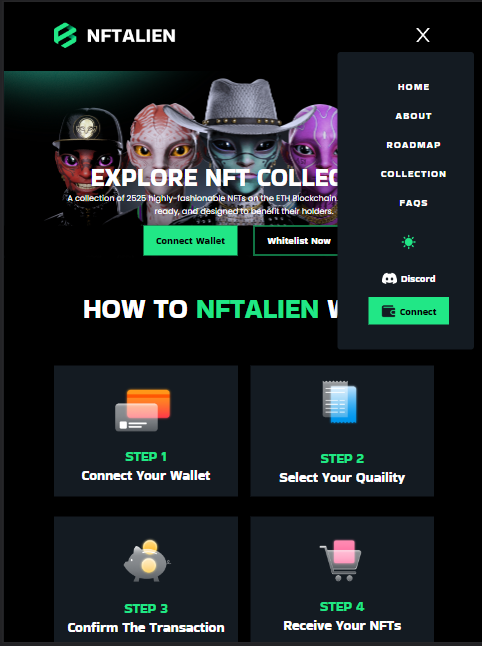 NFTALIEN
X
HOME
ABOUT
ROADMAP
COLLECTION
FAQS
Discord
Connect
EXPLORE NFT COLLEC
A collection of 2525 highly-fashionable NFTs on the ETH Blockchain.
ready, and designed to benefit their holders.
Connect Wallet
Whitelist Now
HOW TO NFTALIEN W
STEP 1
Connect Your Wallet
STEP 2
Select Your Quaility
STEP 3
Confirm The Transaction
STEP 4
Receive Your NFTs